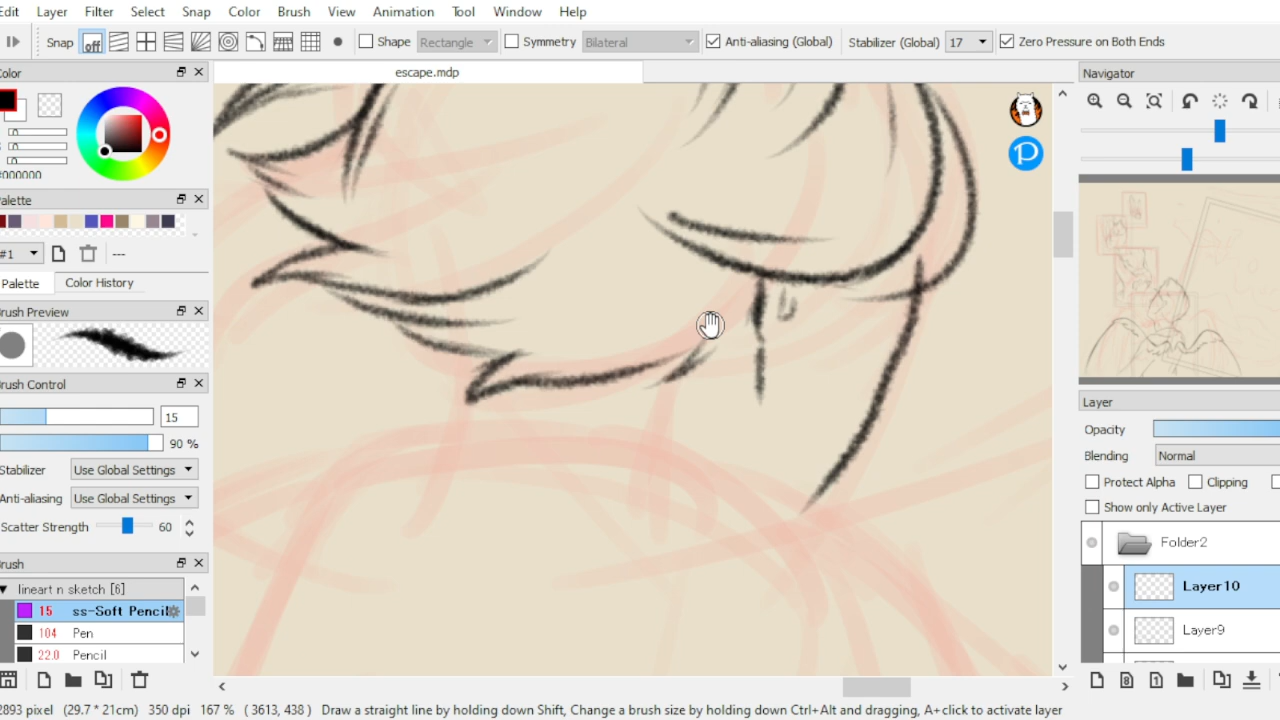 Edit Layer Filter Select Snap Color Brush View Animation Tool Window Help
Snap off Shape Rectangle Symmetry Bilateral Anti-aliasing (Global) Stabilizer (Global) 17 Zero Pressure on Both Ends
escape.mdp
Color
#000000
Palette
#1 ---
Palette Color History
Brush Preview
Brush Control
15
90 %
Stabilizer Use Global Settings
Anti-aliasing Use Global Settings
Scatter Strength 60
Brush
lineart n sketch [6]
15 ss-Soft Pencil
104 Pen
22.0 Pencil
Navigator
Layer
Opacity
Blending Normal
Protect Alpha Clipping
Show only Active Layer
Folder2
Layer10
Layer9
2893 pixel (29.7 * 21cm) 350 dpi 167 % ( 3613, 438 ) Draw a straight line by holding down Shift, Change a brush size by holding down Ctrl+Alt and dragging, A+click to activate layer